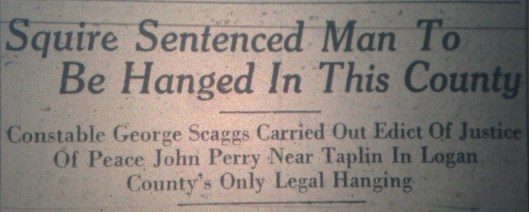 Squire Sentenced Man To
Be Hanged In This County
Constable George Scaggs Carried Out Edict Of Justice
Of Peace John Perry Near Taplin In Logan
County's Only Legal Hanging